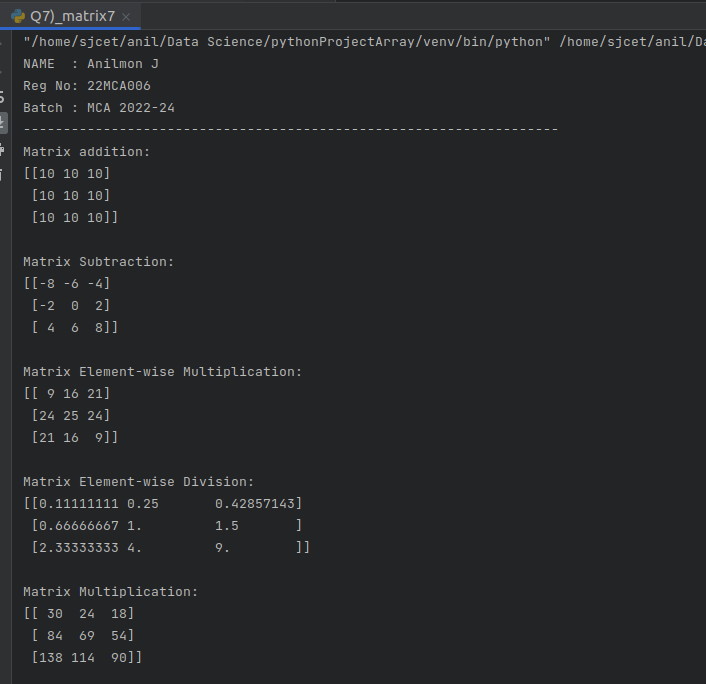 Q7)_matrix7
"/home/sjcet/anil/Data Science/pythonProjectArray/venv/bin/python" /home/sjcet/anil/Da
NAME  : Anilmon J
Reg No: 22MCA006
Batch : MCA 2022-24
-------------------------------------------------------------------
Matrix addition:
[[10 10 10]
 [10 10 10]
 [10 10 10]]
Matrix Subtraction:
[[-8 -6 -4]
 [-2  0  2]
 [ 4  6  8]]
Matrix Element-wise Multiplication:
[[ 9 16 21]
 [24 25 24]
 [21 16  9]]
Matrix Element-wise Division:
[[0.11111111 0.25       0.42857143]
 [0.66666667 1.         1.5       ]
 [2.33333333 4.         9.        ]]
Matrix Multiplication:
[[ 30  24  18]
 [ 84  69  54]
 [138 114  90]]